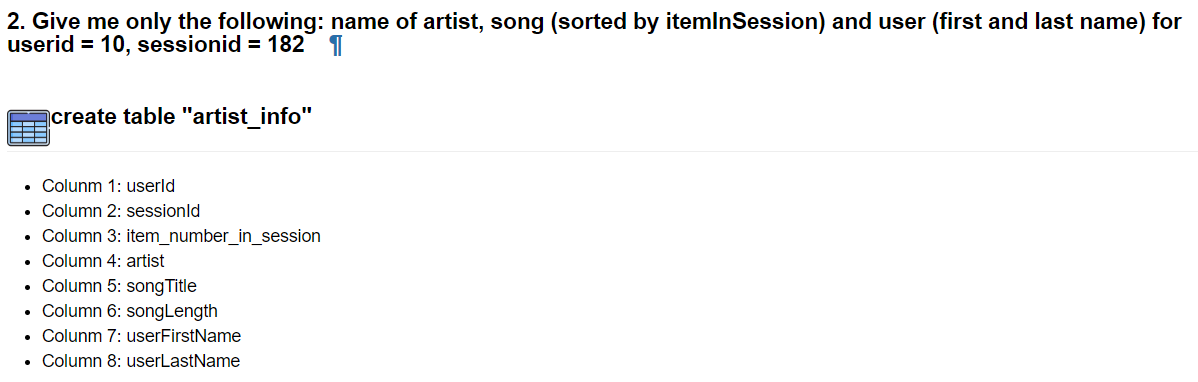 2. Give me only the following: name of artist, song (sorted by itemInSession) and user (first and last name) for
userid = 10, sessionid = 182 ¶
create table "artist_info"
• Colunm 1: userId
• Column 2: sessionId
• Column 3: item_number_in_session
• Column 4: artist
• Column 5: songTitle
• Column 6: songLength
• Colunm 7: userFirstName
• Column 8: userLastName